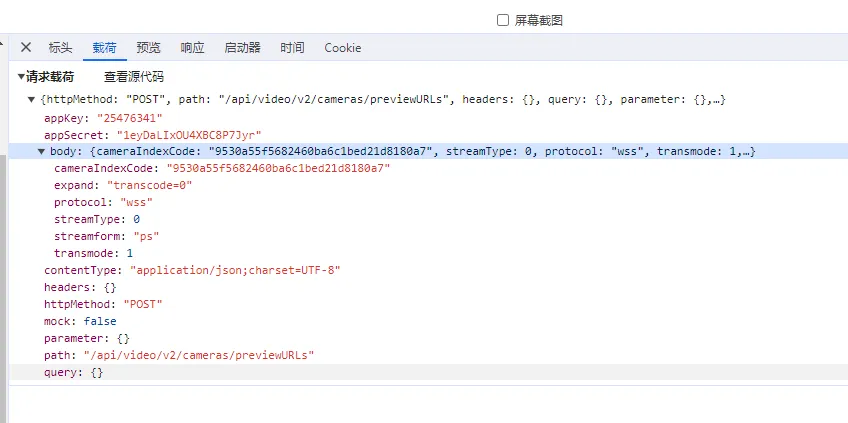 屏幕截图
标头 载荷 预览 响应 启动器 时间 Cookie
请求载荷 查看源代码
{httpMethod: "POST", path: "/api/video/v2/cameras/previewURLs", headers: {}, query: {}, parameter: {},…}
appKey: "25476341"
appSecret: "1eyDaLIxOU4XBC8P7Jyr"
body: {cameraIndexCode: "9530a55f5682460ba6c1bed21d8180a7", streamType: 0, protocol: "wss", transmode: 1,…}
cameraIndexCode: "9530a55f5682460ba6c1bed21d8180a7"
expand: "transcode=0"
protocol: "wss"
streamType: 0
streamform: "ps"
transmode: 1
contentType: "application/json;charset=UTF-8"
headers: {}
httpMethod: "POST"
mock: false
parameter: {}
path: "/api/video/v2/cameras/previewURLs"
query: {}